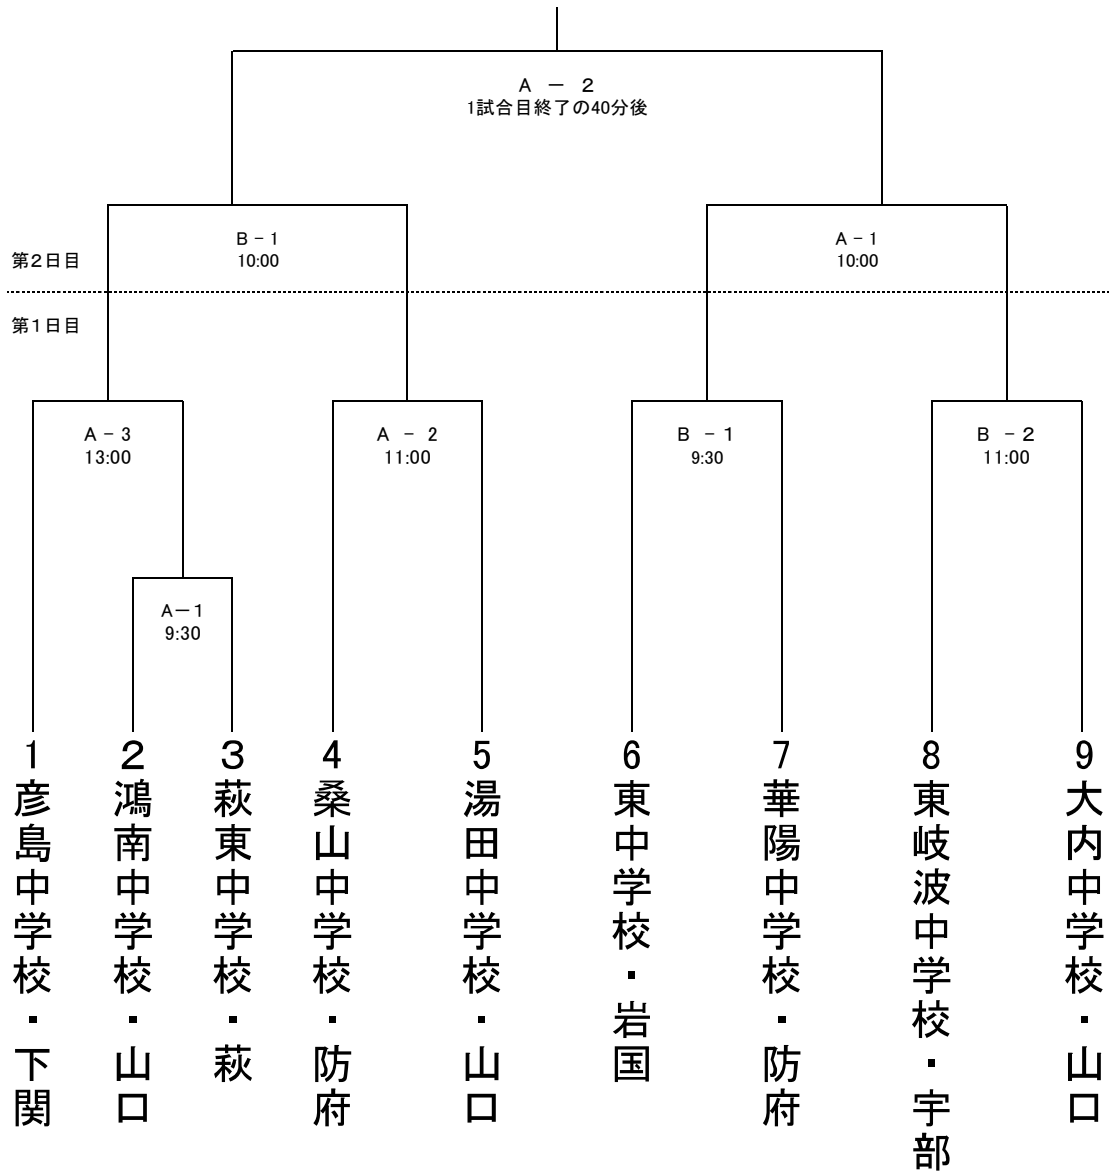 A － 2
1試合目終了の40分後
B－1
10:00
A－1
10:00
第2日目
第1日目
A－3
13:00
A － 2
11:00
B －1
9:30
B －2
11:00
A－1
9:30
1彦島中学校・下関
2鴻南中学校・山口
3萩東中学校・萩
4桑山中学校・防府
5湯田中学校・山口
6東中学校・岩国
7華陽中学校・防府
8東岐波中学校・宇部
9大内中学校・山口